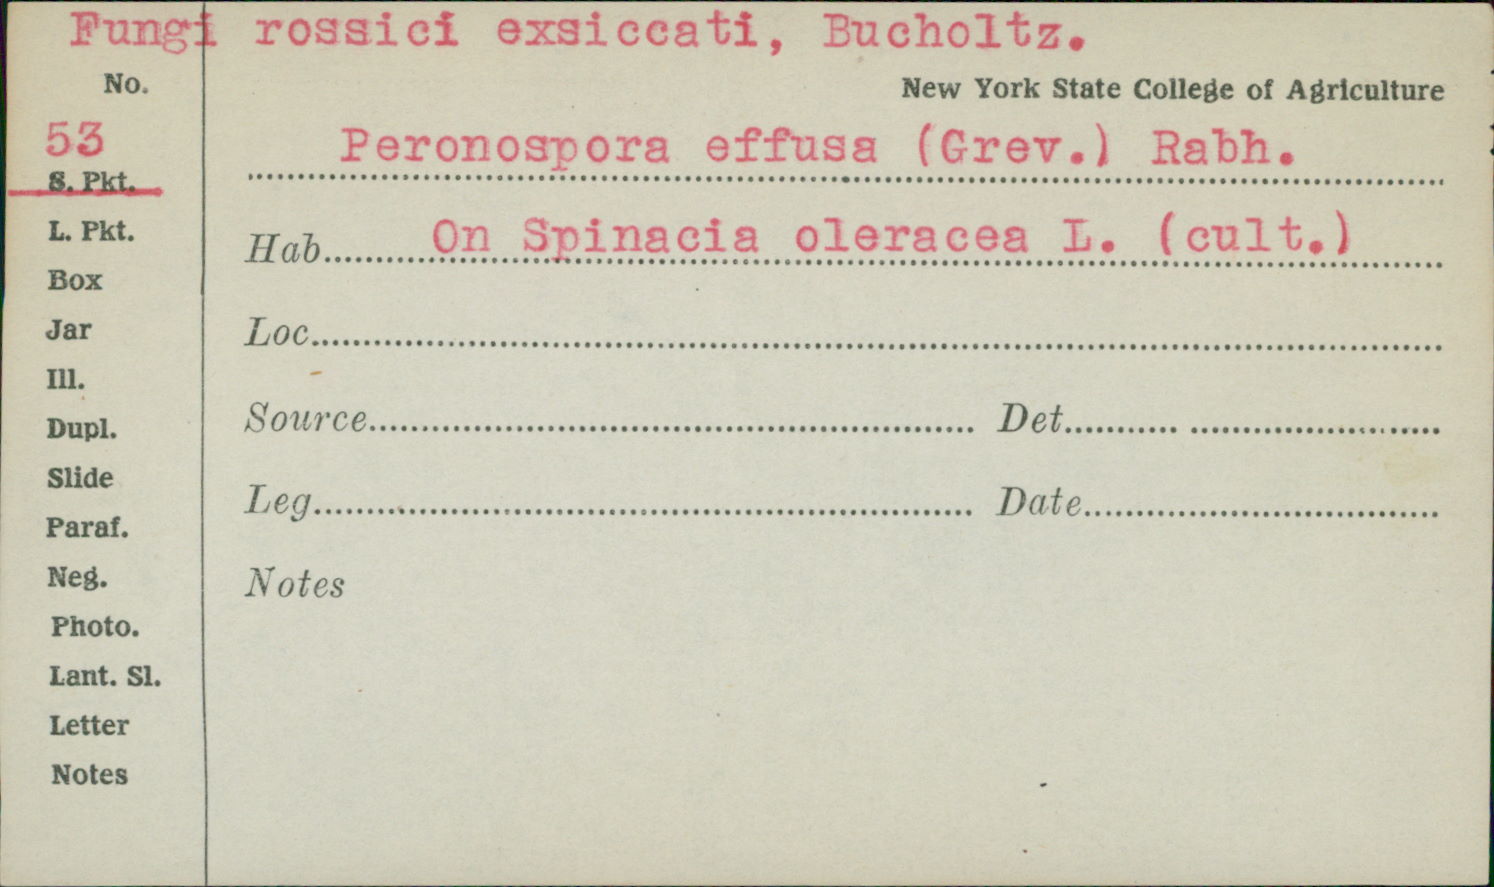 Fungi rossici exsiccati, Bucholtz.
No.
New York State College of Agriculture
53
Peronospora effusa (Grev.) Rabh.
S. Pkt.
L. Pkt.
Hab. On Spinacia oleracea L. (cult.)
Box
Jar
Loc.
Ill.
Dupl.
Source Det.
Slide
Leg. Date
Paraf.
Neg.
Notes
Photo.
Lant. Sl.
Letter
Notes